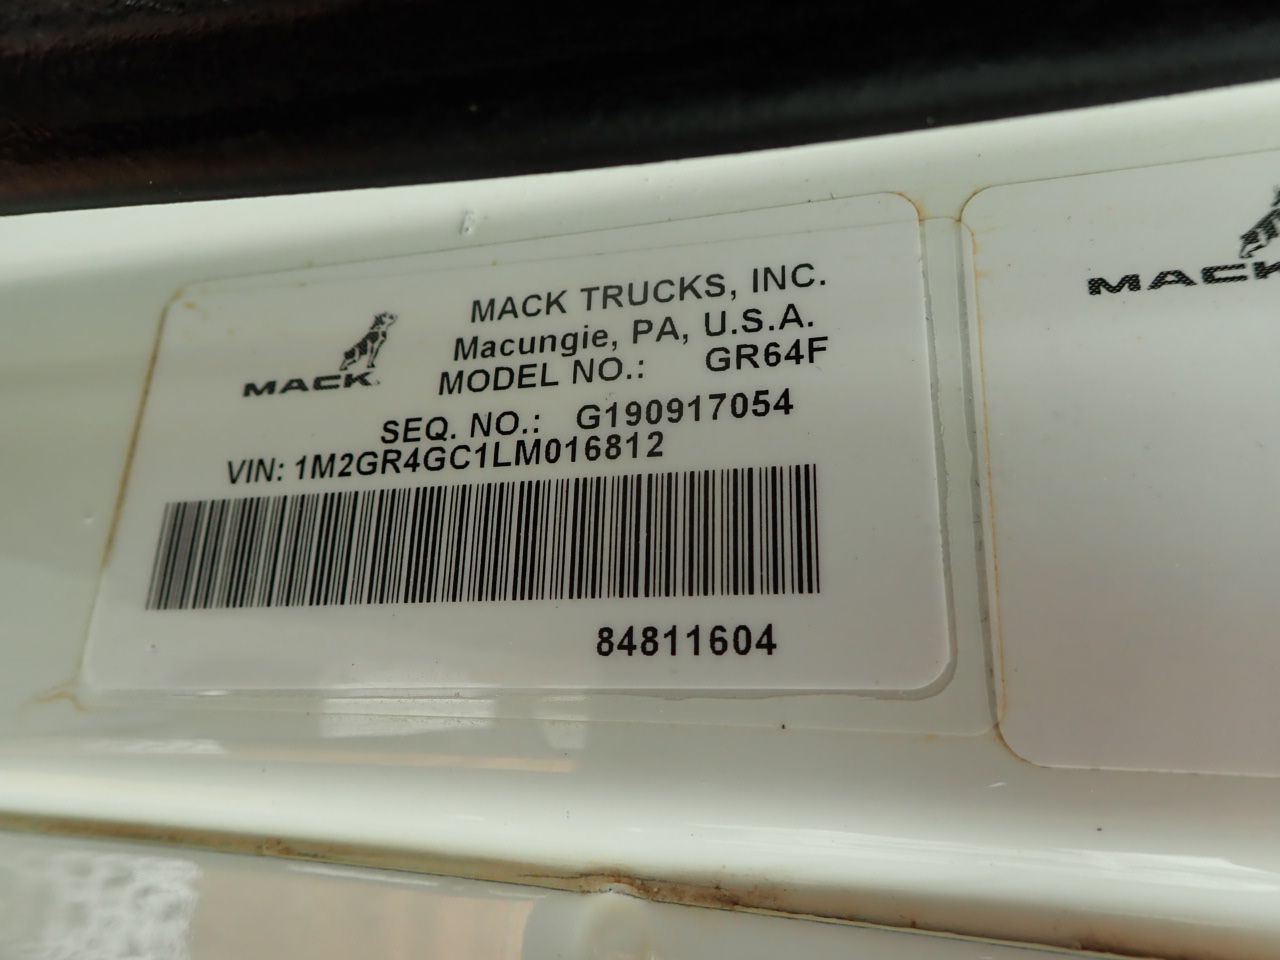 MACK TRUCKS, INC.
Macungie, PA, U.S.A.
MACK
MODEL NO.: GR64F
SEQ. NO.: G190917054
VIN: 1M2GR4GC1LM016812
84811604
MACK